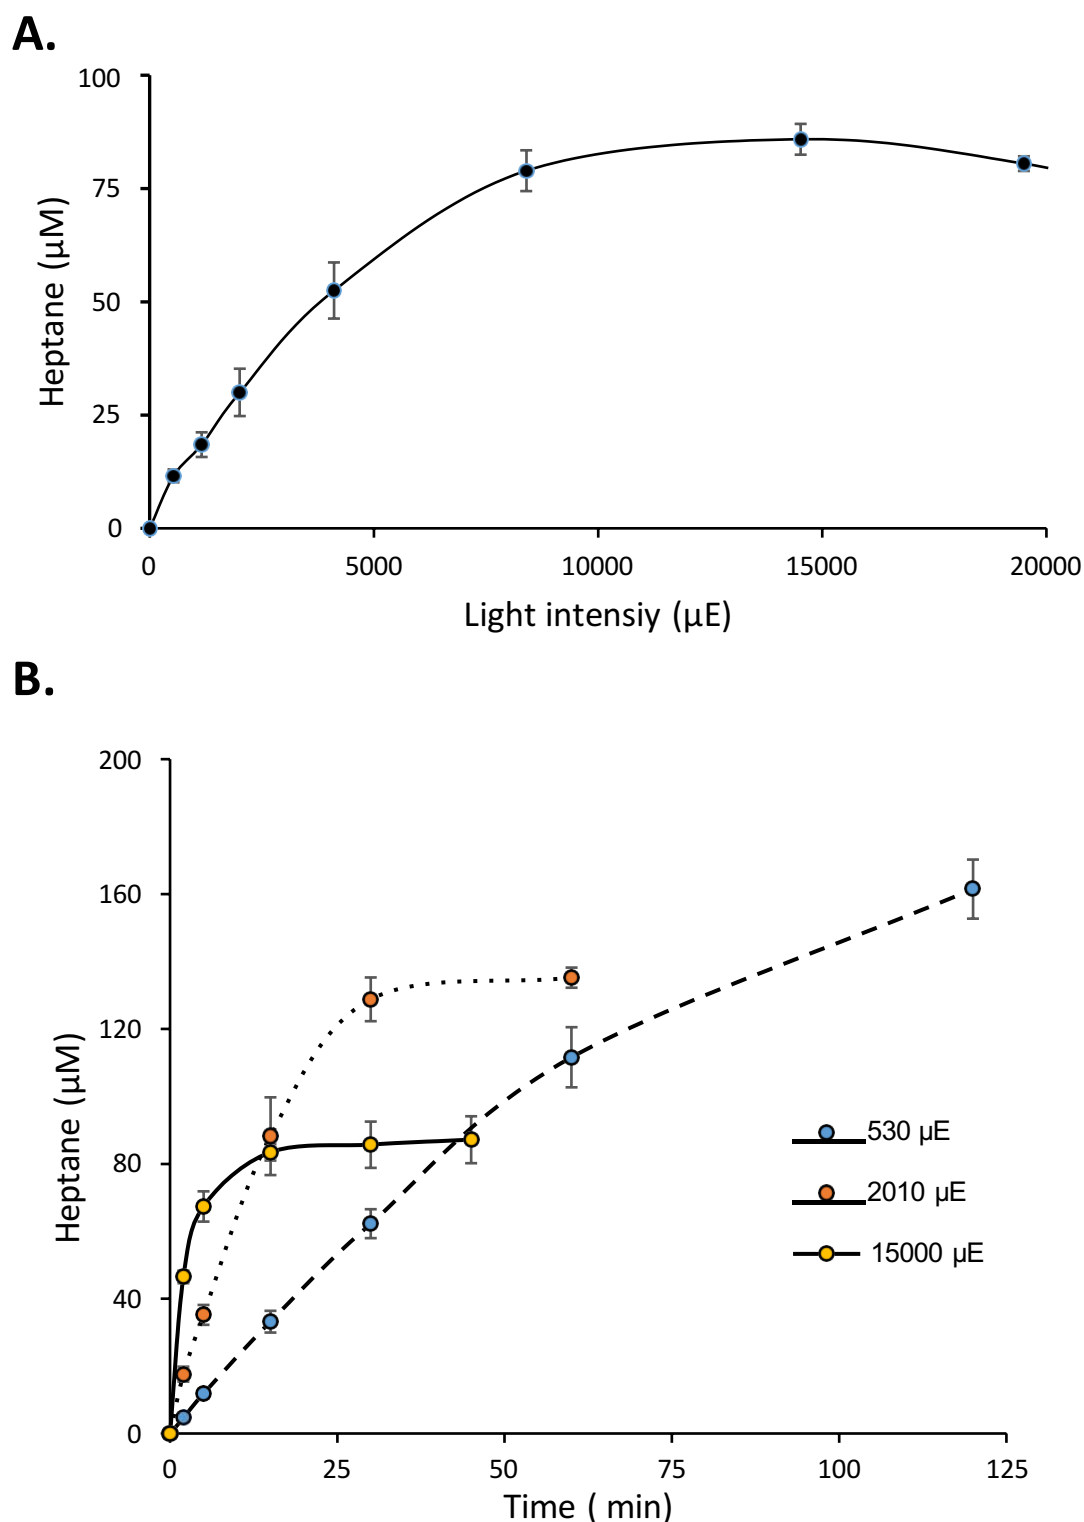 A.
100
75
50
25
0
Heptane (µM)
0 5000 10000 15000 20000
Light intensiy (µE)
B.
200
160
120
80
40
0
Heptane (µM)
530 µE
2010 µE
15000 µE
0 25 50 75 100 125
Time ( min)